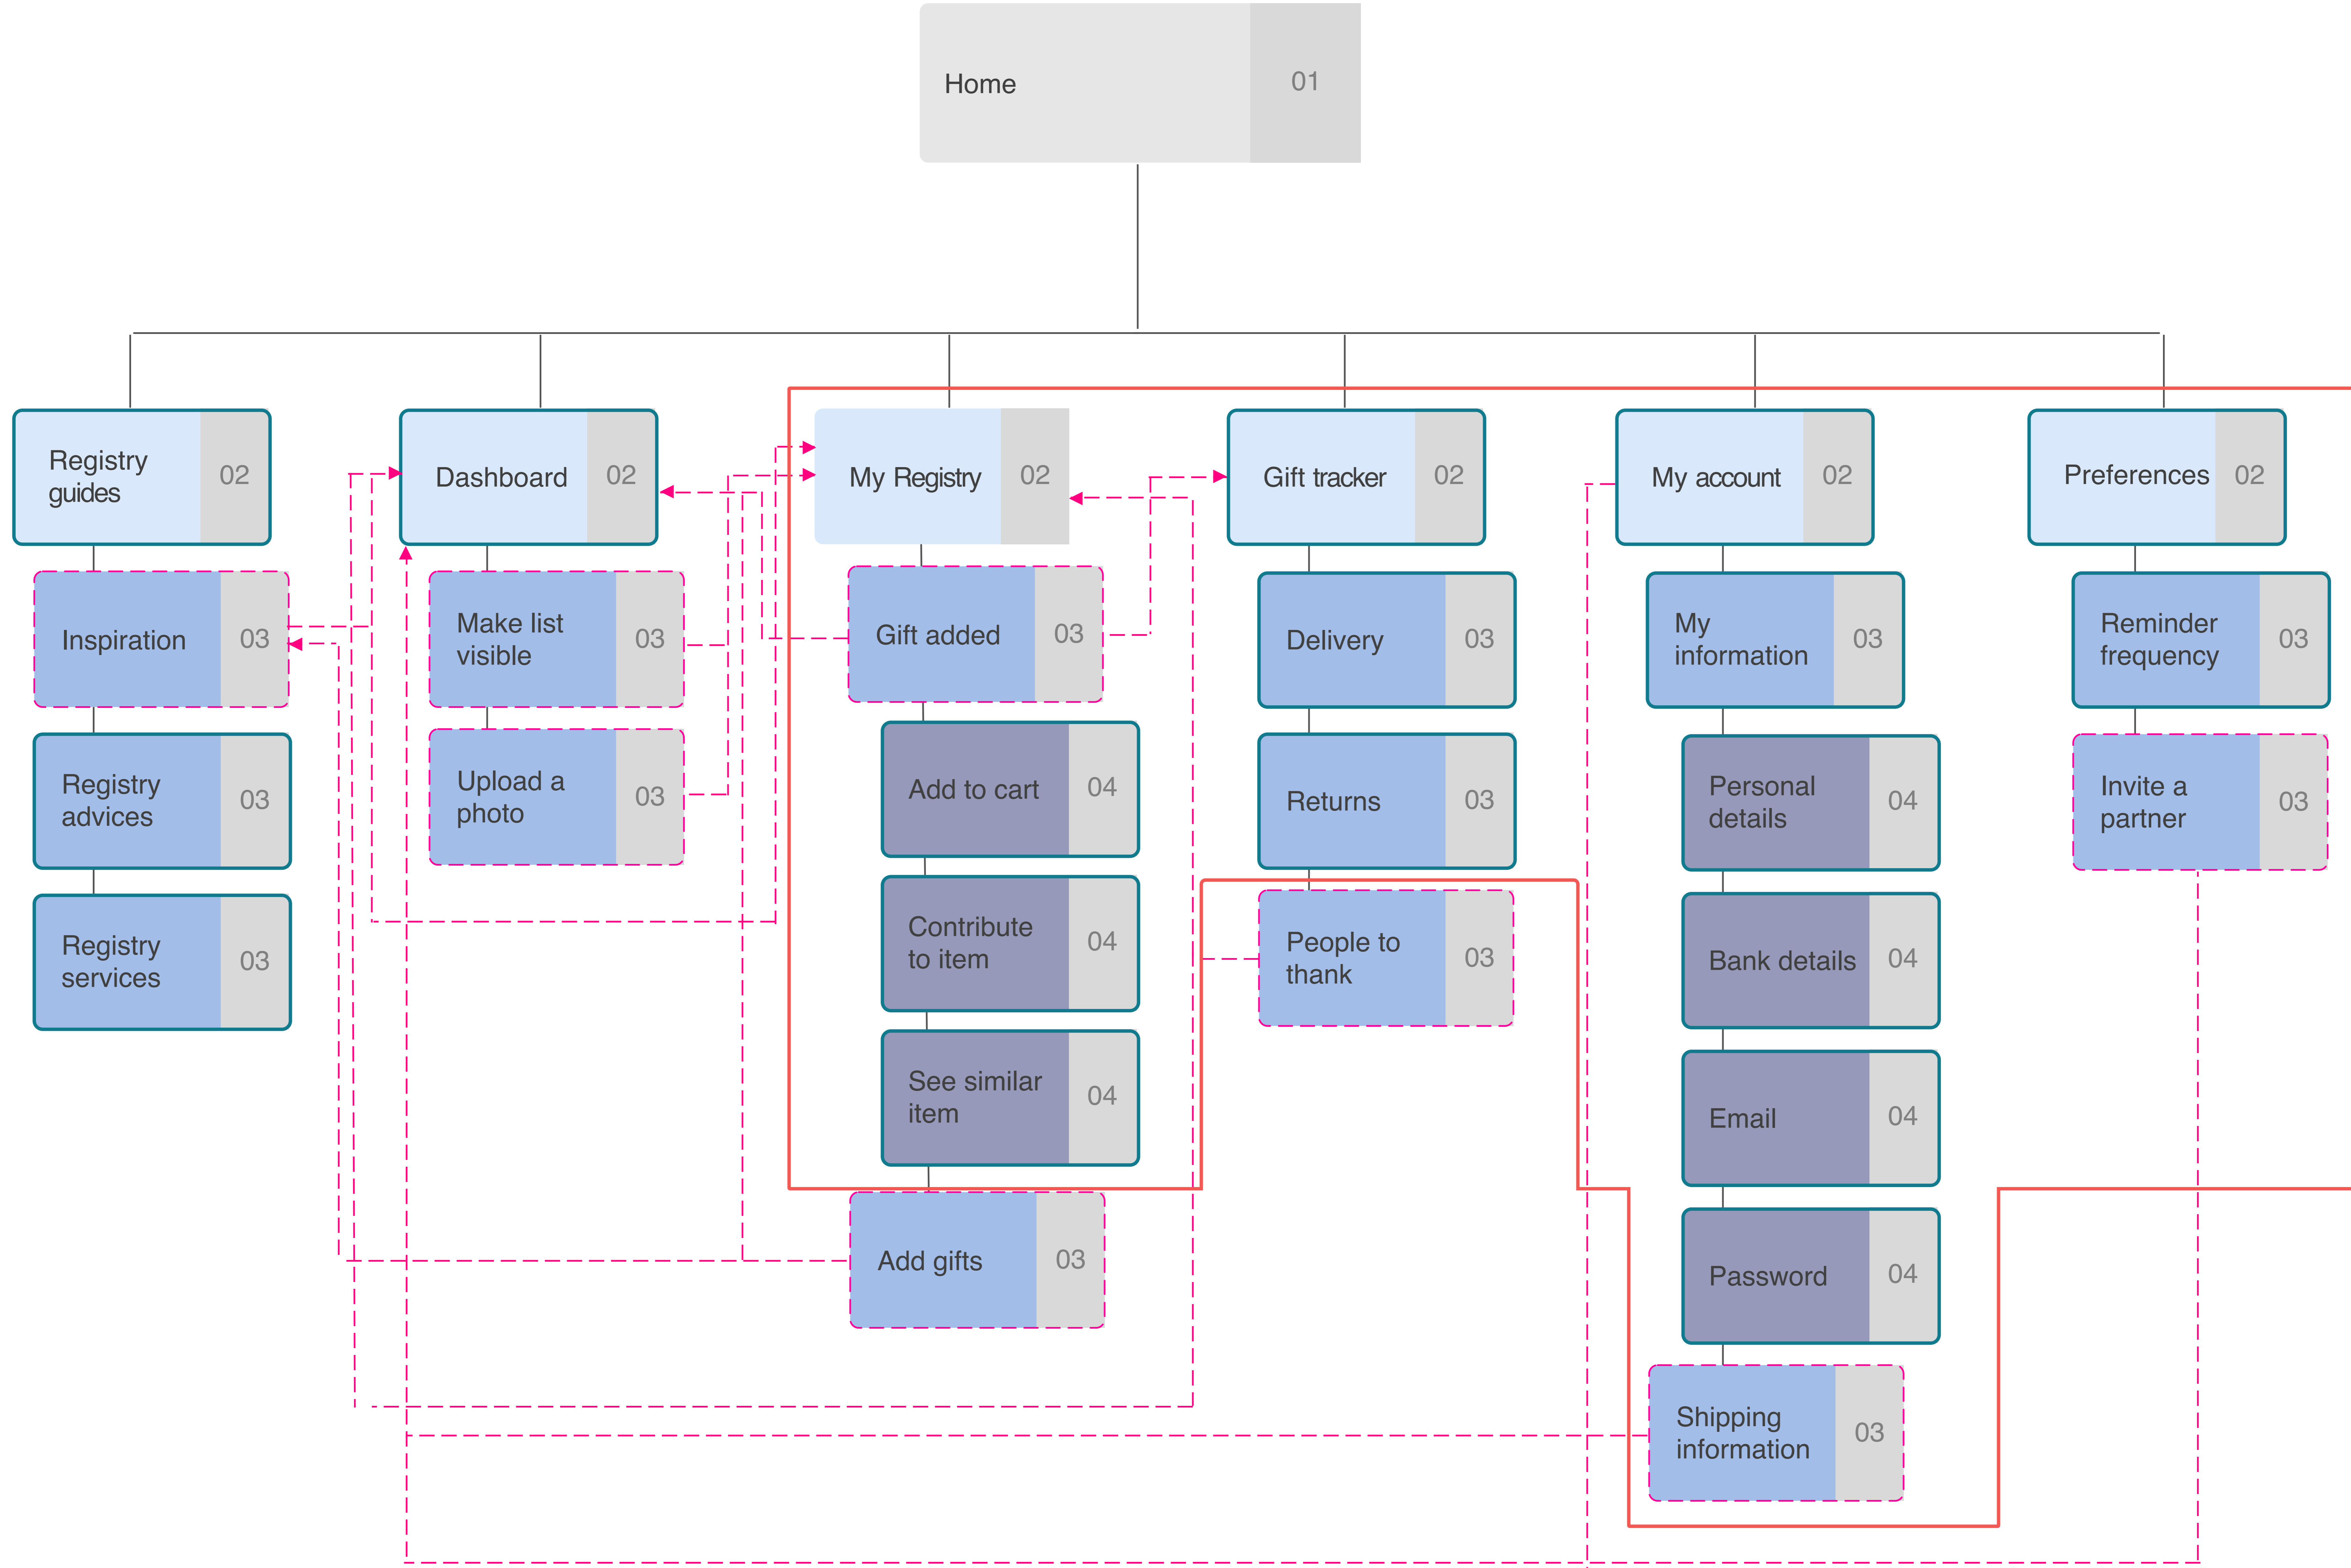 Home
01
Registry
guides
02
Dashboard
02
My Registry
02
Gift tracker
02
My account
02
Preferences
02
Inspiration
03
Registry
advices
03
Registry
services
03
Make list
visible
03
Upload a
photo
03
Gift added
03
Add to cart
04
Contribute
to item
04
See similar
item
04
Add gifts
03
Delivery
03
Returns
03
People to
thank
03
My
information
03
Personal
details
04
Bank details
04
Email
04
Password
04
Shipping
information
03
Reminder
frequency
03
Invite a
partner
03